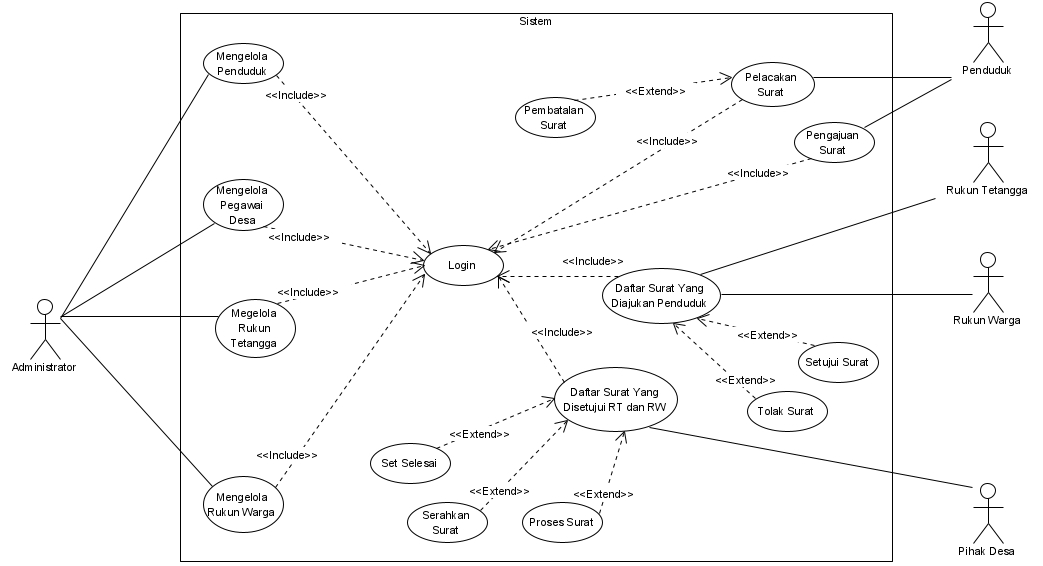 Sistem
Mengelola
Penduduk
<<Include>>
Pelacakan
Surat
<<Extend>>
Pembatalan
Surat
Penduduk
Pengajuan
Surat
<<Include>>
<<Include>>
Mengelola
Pegawai
Desa
<<Include>>
Rukun Tetangga
Login
<<Include>>
<<Include>>
Daftar Surat Yang
Diajukan Penduduk
Megelola
Rukun
Tetangga
Rukun Warga
Administrator
<<Include>>
<<Extend>>
Setujui Surat
<<Extend>>
Tolak Surat
Daftar Surat Yang
Disetujui RT dan RW
<<Extend>>
Set Selesai
<<Include>>
Mengelola
Rukun Warga
<<Extend>>
Serahkan
Surat
<<Extend>>
Proses Surat
Pihak Desa